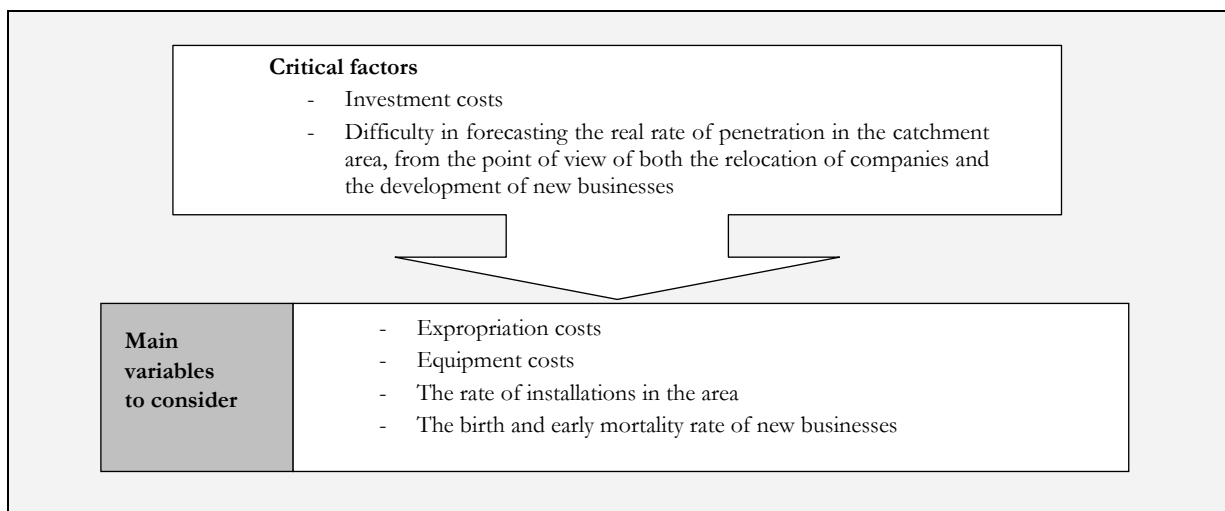 Critical factors
- Investment costs
- Difficulty in forecasting the real rate of penetration in the catchment
area, from the point of view of both the relocation of companies and
the development of new businesses
Main
variables
to consider
- Expropriation costs
- Equipment costs
- The rate of installations in the area
- The birth and early mortality rate of new businesses